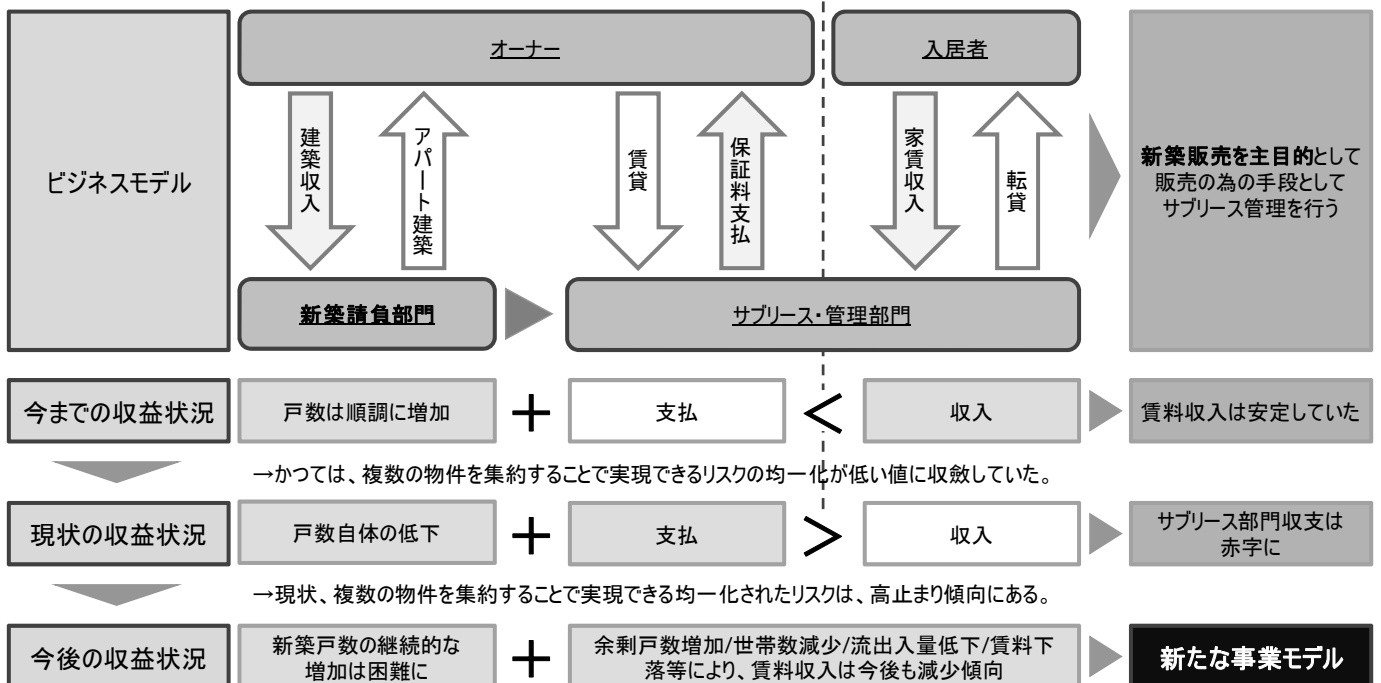 オーナー
入居者
ビジネスモデル
建築収入
アパート建築
賃貸
保証料支払
家賃収入
転貸
新築販売を主目的として
販売の為の手段として
サブリース管理を行う
新築請負部門
サブリース・管理部門
今までの収益状況
戸数は順調に増加
+
支払
<
収入
賃料収入は安定していた
→かつては、複数の物件を集約することで実現できるリスクの均一化が低い値に収斂していた。
現状の収益状況
戸数自体の低下
+
支払
>
収入
サブリース部門収支は
赤字に
→現状、複数の物件を集約することで実現できる均一化されたリスクは、高止まり傾向にある。
今後の収益状況
新築戸数の継続的な
増加は困難に
+
余剰戸数増加/世帯数減少/流出入量低下/賃料下
落等により、賃料収入は今後も減少傾向
新たな事業モデル